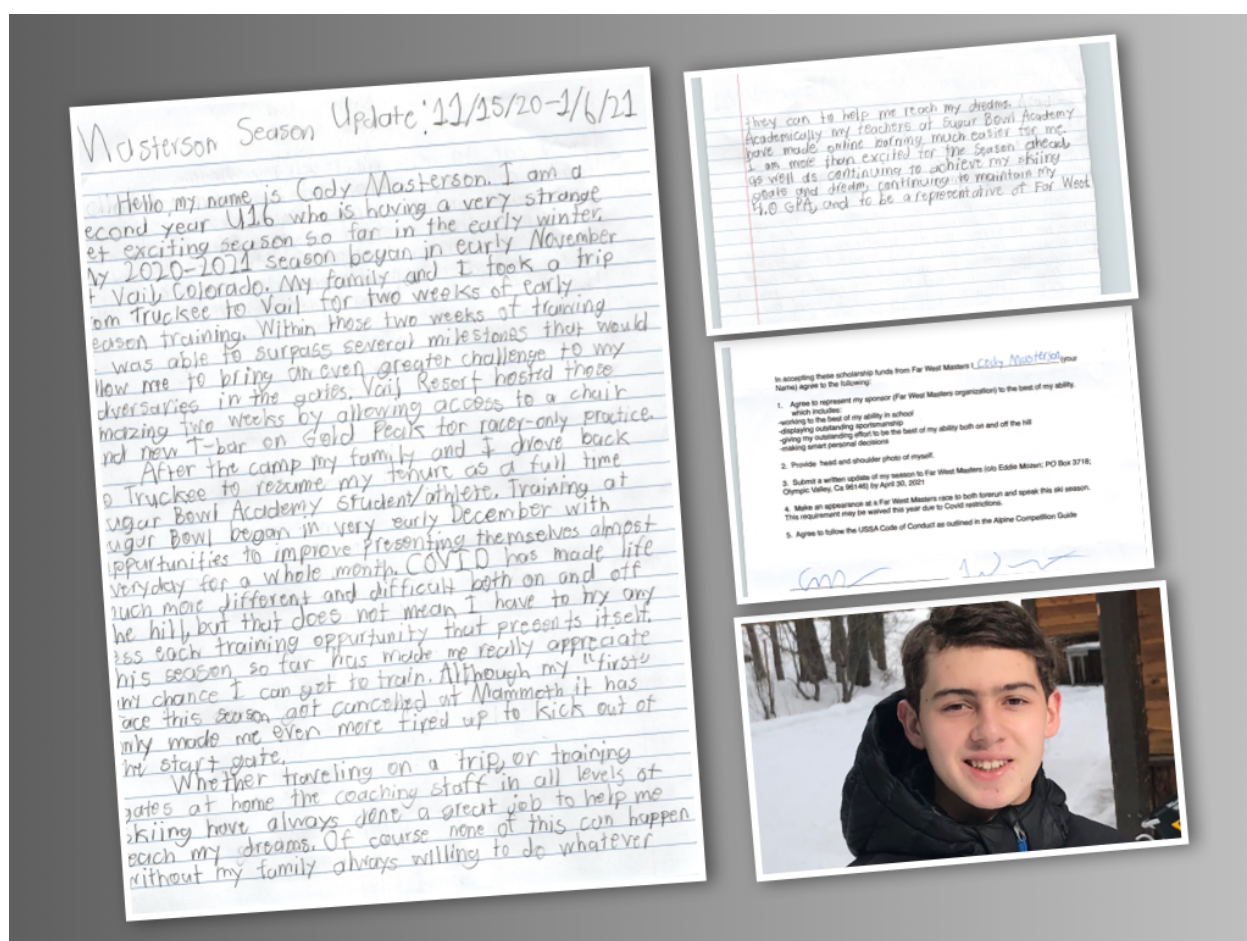 Masterson Season Update: 11/15/20-1/6/21
Hello, my name is Cody Masterson. I am a
econd year U16 who is having a very strange
et exciting season so far in the early winter.
y 2020-2021 season began in early November
Vail, Colorado. My family and I took a trip
om Truckee to Vail for two weeks of early
eason training. Within those two weeks of training
was able to surpass several milestones that would
llow me to bring an even greater challenge to my
dversaries in the gates. Vail Resort hosted those
mazing two weeks by allowing access to a chair
nd new T-bar on Gold Peak for racer-only practice.
After the camp my family and I drove back
o Truckee to resume my tenure as a full time
ugar Bowl Academy student/athlete. Training at
ugar Bowl began in very early December with
ppurtunities to improve presenting themselves almost
veryday for a whole month. COVID has made life
uch more different and difficult both on and off
he hill, but that does not mean I have to my any
ess each training oppurtunity that presents itself.
his season so far has made me really appreciate
ny chance I can get to train. Although my "first"
ace this season got cancelled at Mammoth it has
nly made me even more fired up to kick out of
he start gate.
Whether traveling on a trip, or training
gates at home the coaching staff in all levels of
skiing have always done a great job to help me
each my dreams. Of course none of this can happen
without my family always willing to do whatever
they can to help me reach my dreams.
Academically my teachers at Sugar Bowl Academy
have made online learning much easier for me.
I am more than excited for the season ahead,
as well as continuing to achieve my skiing
goals and dreams, continuing to maintain my
4.0 GPA, and to be a representative of Far West
In accepting these scholarship funds from Far West Masters I Cody Masterson (your
Name) agree to the following:
1. Agree to represent my sponsor (Far West Masters organization) to the best of my ability.
which includes:
-working to the best of my ability in school
-displaying outstanding sportsmanship
-giving my outstanding effort to be the best of my ability both on and off the hill
-making smart personal decisions
2. Provide head and shoulder photo of myself.
3. Submit a written update of my season to Far West Masters (c/o Eddie Mozen; PO Box 3718;
Olympic Valley, Ca 96146) by April 30, 2021
4. Make an appearance at a Far West Masters race to both forerun and speak this ski season.
This requirement may be waived this year due to Covid restrictions.
5. Agree to follow the USSA Code of Conduct as outlined in the Alpine Competition Guide